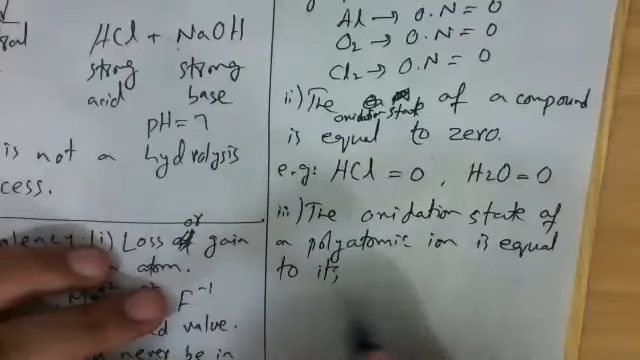 HCl + NaOH
strong strong
acid base
pH = 7
is not a hydrolysis
cess.
(i) Loss or gain
atom.
F⁻¹
value.
never be in
Al → O.N = 0
O2 → O.N = 0
Cl2 → O.N = 0
ii) The oxidation state of a compound
is equal to zero.
e.g: HCl = 0 , H2O = 0
iii) The oxidation state of
a polyatomic ion is equal
to its